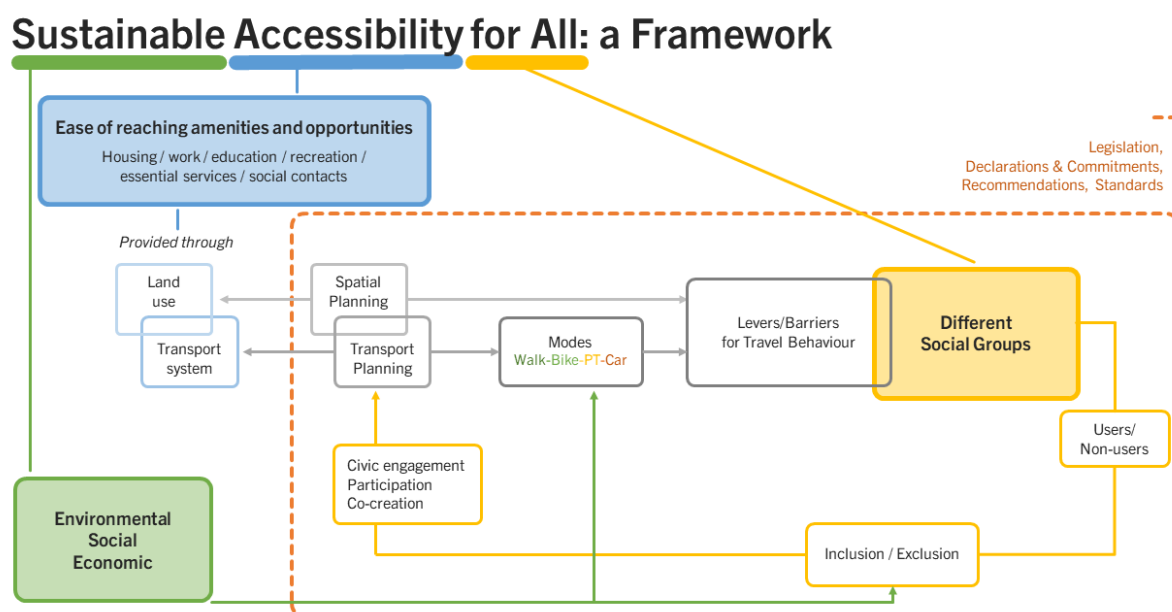 Sustainable Accessibility for All: a Framework
Ease of reaching amenities and opportunities
Housing / work / education / recreation /
essential services / social contacts
Legislation,
Declarations & Commitments,
Recommendations, Standards
Provided through
Land
use
Spatial
Planning
Transport
system
Transport
Planning
Modes
Walk-Bike-PT-Car
Levers/Barriers
for Travel Behaviour
Different
Social Groups
Users/
Non-users
Civic engagement
Participation
Co-creation
Environmental
Social
Economic
Inclusion / Exclusion